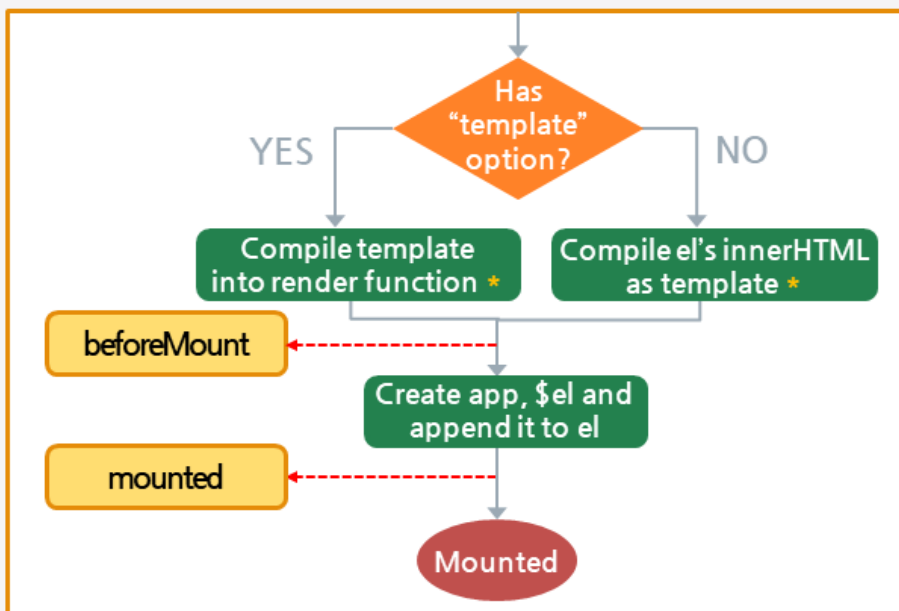 Has
“template”
option?
YES
NO
Compile template
into render function *
Compile el’s innerHTML
as template *
beforeMount
Create app, $el and
append it to el
mounted
Mounted